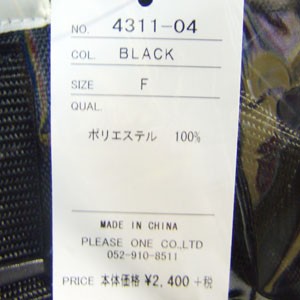 NO. 4311-04
COL. BLACK
SIZE F
QUAL.
ポリエステル 100%
MADE IN CHINA
PLEASE ONE CO.,LTD
052-910-8511
PRICE 本体価格 ¥2,400+税